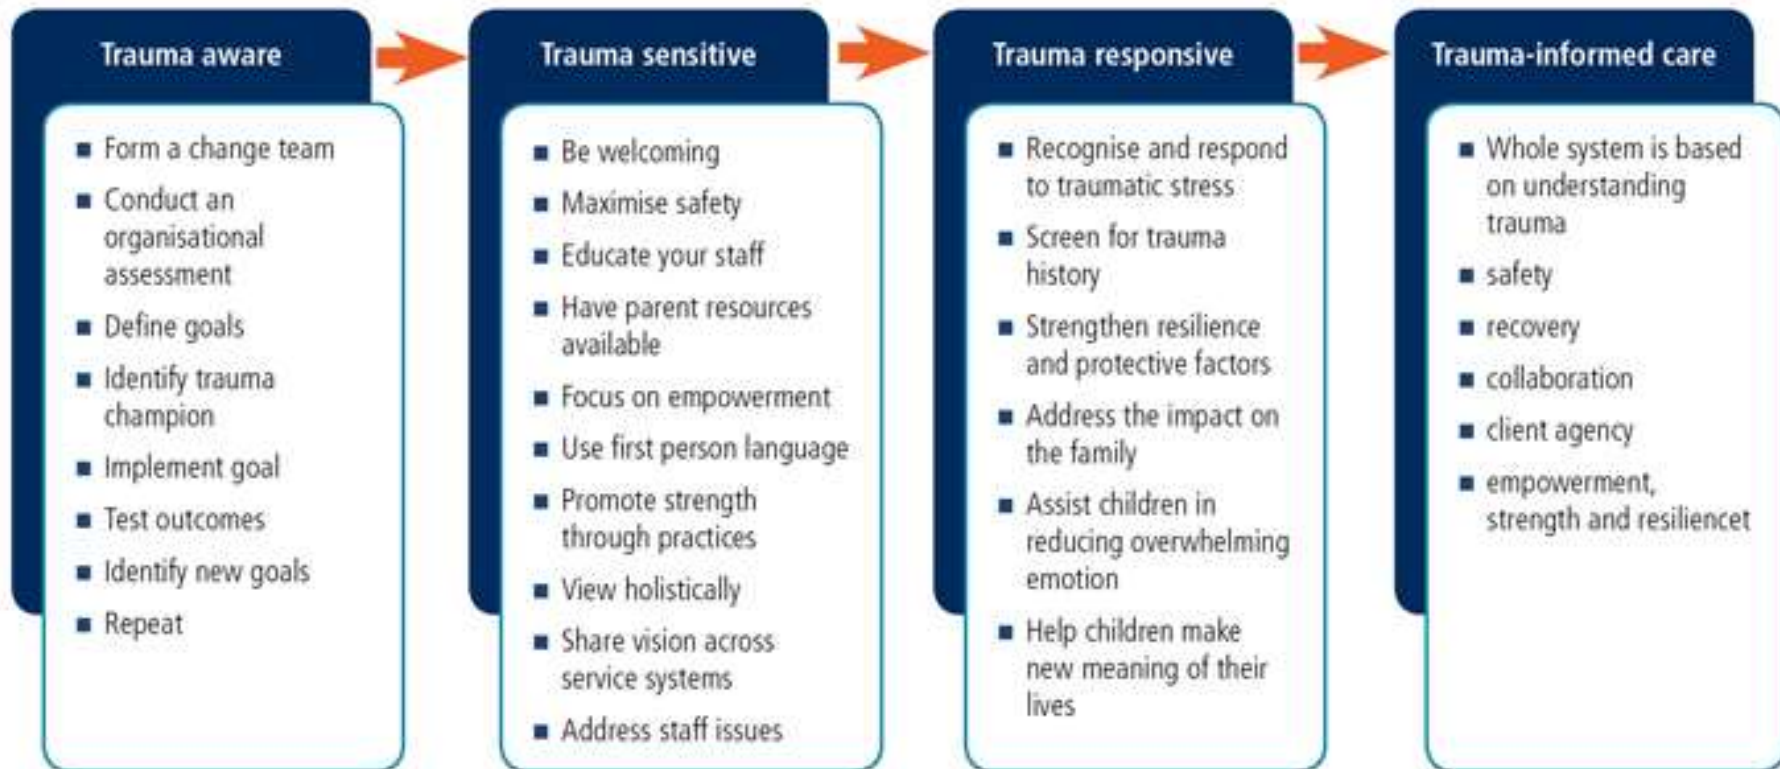 Trauma aware
■ Form a change team
■ Conduct an
organisational
assessment
■ Define goals
■ Identify trauma
champion
■ Implement goal
■ Test outcomes
■ Identify new goals
■ Repeat
Trauma sensitive
■ Be welcoming
■ Maximise safety
■ Educate your staff
■ Have parent resources
available
■ Focus on empowerment
■ Use first person language
■ Promote strength
through practices
■ View holistically
■ Share vision across
service systems
■ Address staff issues
Trauma responsive
■ Recognise and respond
to traumatic stress
■ Screen for trauma
history
■ Strengthen resilience
and protective factors
■ Address the impact on
the family
■ Assist children in
reducing overwhelming
emotion
■ Help children make
new meaning of their
lives
Trauma-informed care
■ Whole system is based
on understanding
trauma
■ safety
■ recovery
■ collaboration
■ client agency
■ empowerment,
strength and resiliencet